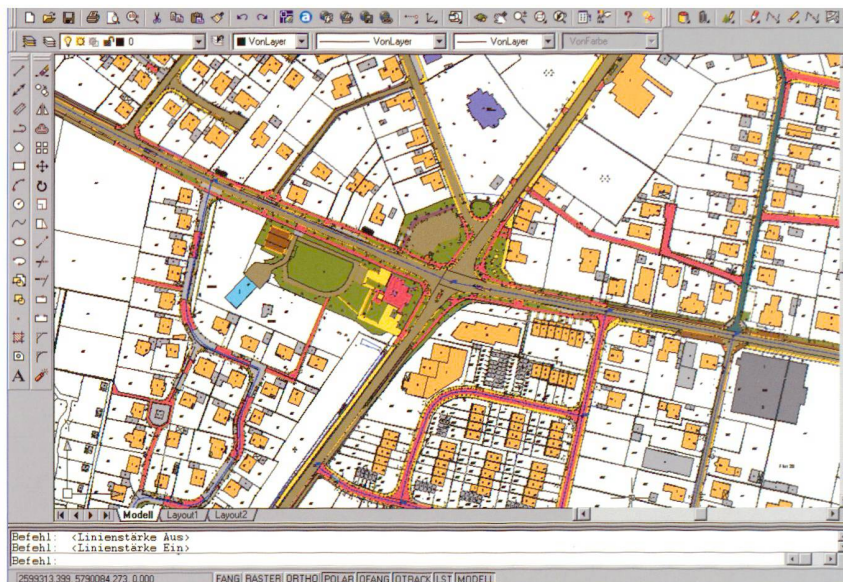 0 VonLayer VonLayer VonLayer VonFarbe
A
Modell Layout1 Layout2
Befehl: <Linienstärke Aus>
Befehl: <Linienstärke Ein>
Befehl:
2599313.399, 5790084.273, 0.000 FANG RASTER ORTHO POLAR OFANG OTRACK LST MODELL